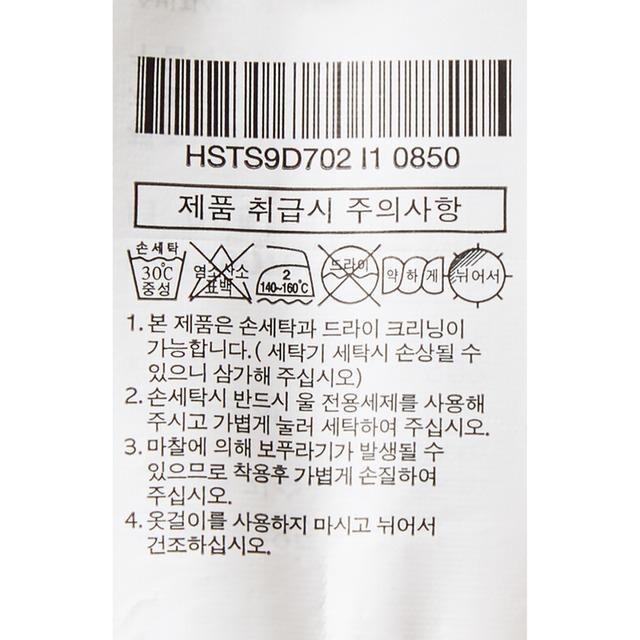 HSTS9D702 I1 0850
제품 취급시 주의사항
손세탁
30℃
중성
염소산소
표백
2
140~160℃
드라이
약하게
뉘어서
1. 본 제품은 손세탁과 드라이 크리닝이
가능합니다.( 세탁기 세탁시 손상될 수
있으니 삼가해 주십시오)
2. 손세탁시 반드시 울 전용세제를 사용해
주시고 가볍게 눌러 세탁하여 주십시오.
3. 마찰에 의해 보푸라기가 발생될 수
있으므로 착용후 가볍게 손질하여
주십시오.
4. 옷걸이를 사용하지 마시고 뉘어서
건조하십시오.